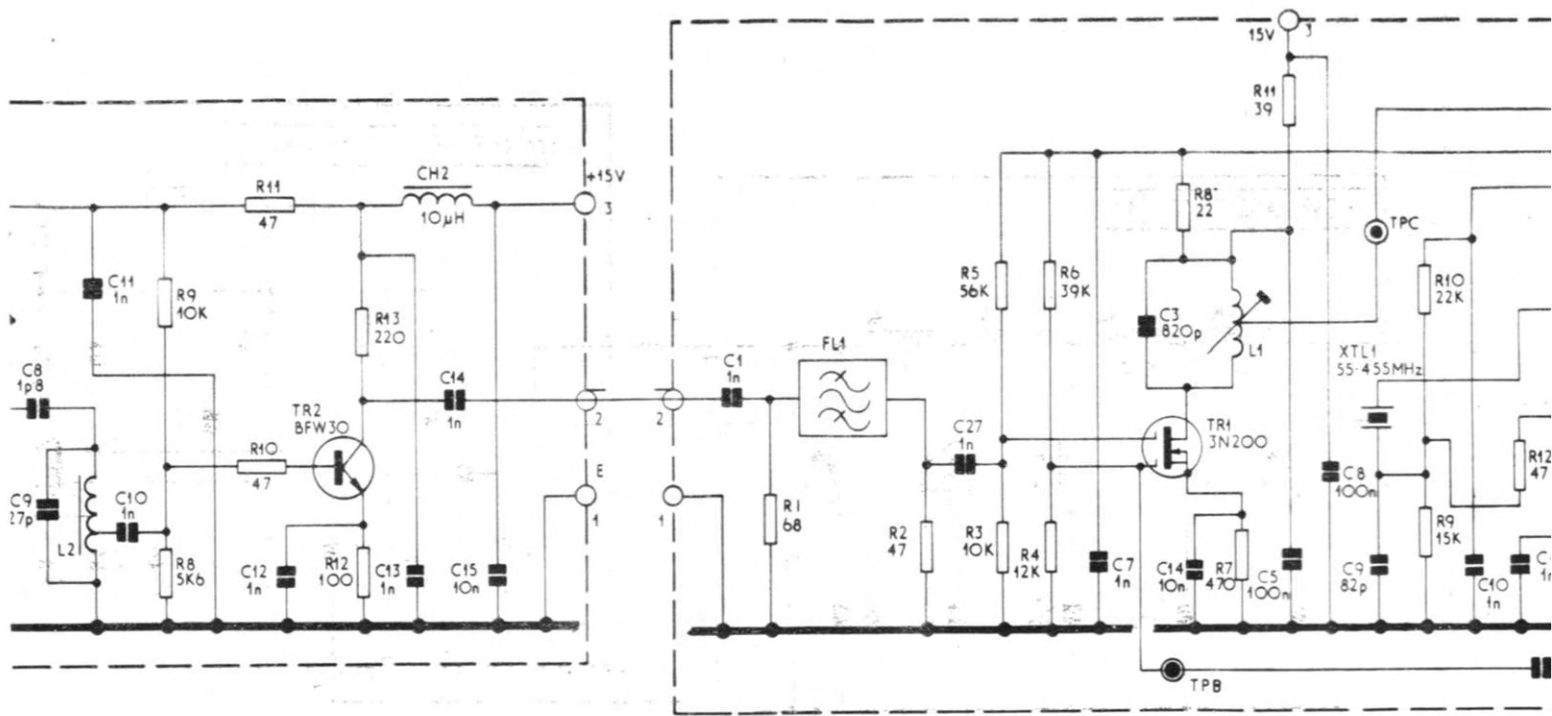 +15V
3
CH2
10µH
R11
47
C11
1n
R9
10K
R13
220
C8
1p8
C14
1n
2
TR2
BFW30
R10
47
C9
27p
L2
C10
1n
R8
5K6
C12
1n
R12
100
C13
1n
C15
10n
E
1
15V
3
R11
39
R8
22
TPC
R5
56K
R6
39K
R10
22K
C3
820p
L1
XTL1
55·455MHz
FL1
C1
1n
2
1
R1
68
C27
1n
TR1
3N200
R2
47
R3
10K
R4
12K
C7
1n
C14
10n
R7
470
C5
100n
C8
100n
C9
82p
R9
15K
R12
47
C10
1n
TPB